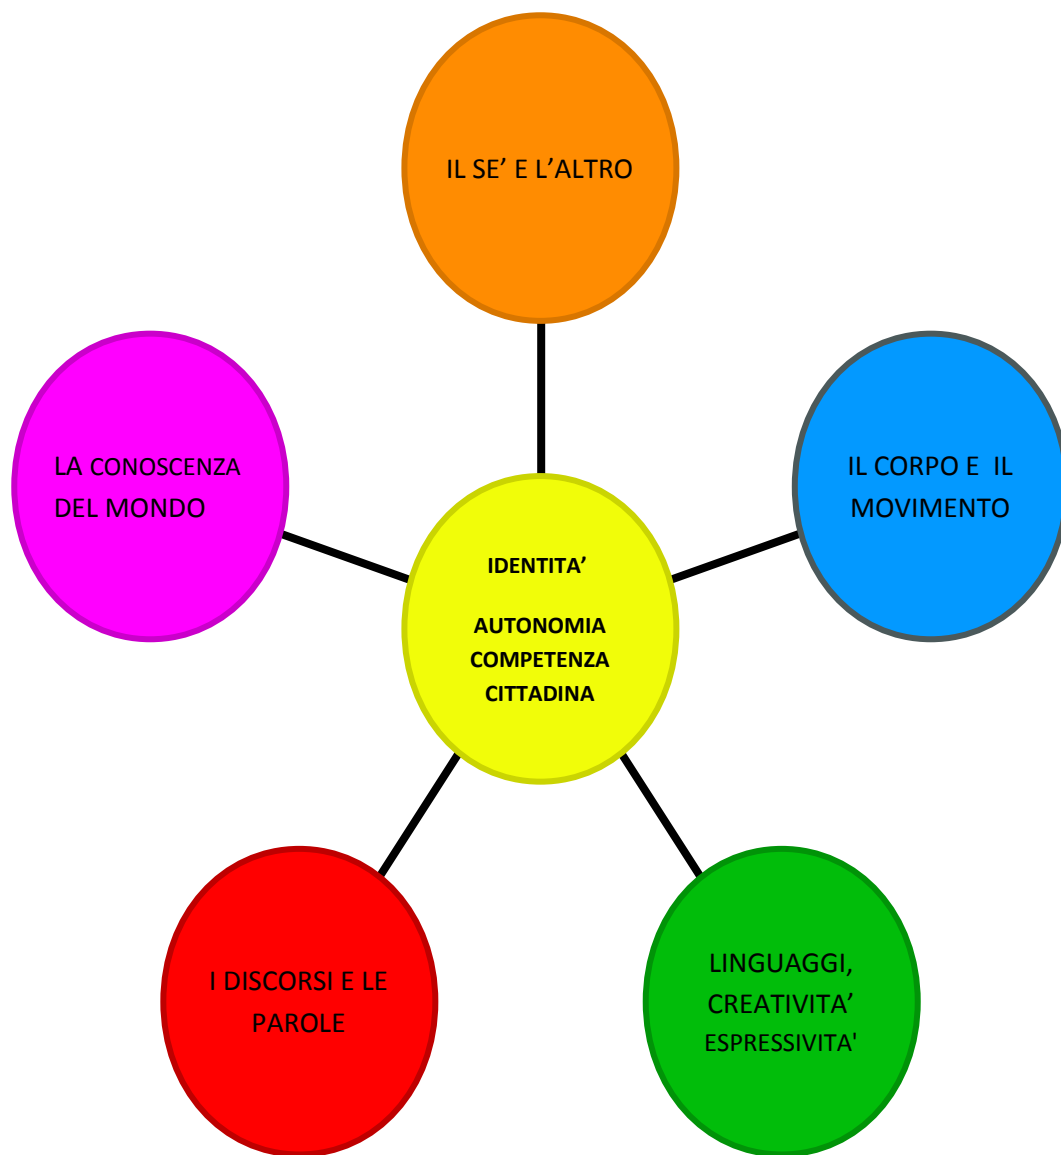 IL SE’ E L’ALTRO
LA CONOSCENZA
DEL MONDO
IL CORPO E  IL
MOVIMENTO
IDENTITA’
AUTONOMIA
COMPETENZA
CITTADINA
I DISCORSI E LE
PAROLE
LINGUAGGI,
CREATIVITA’
ESPRESSIVITA'